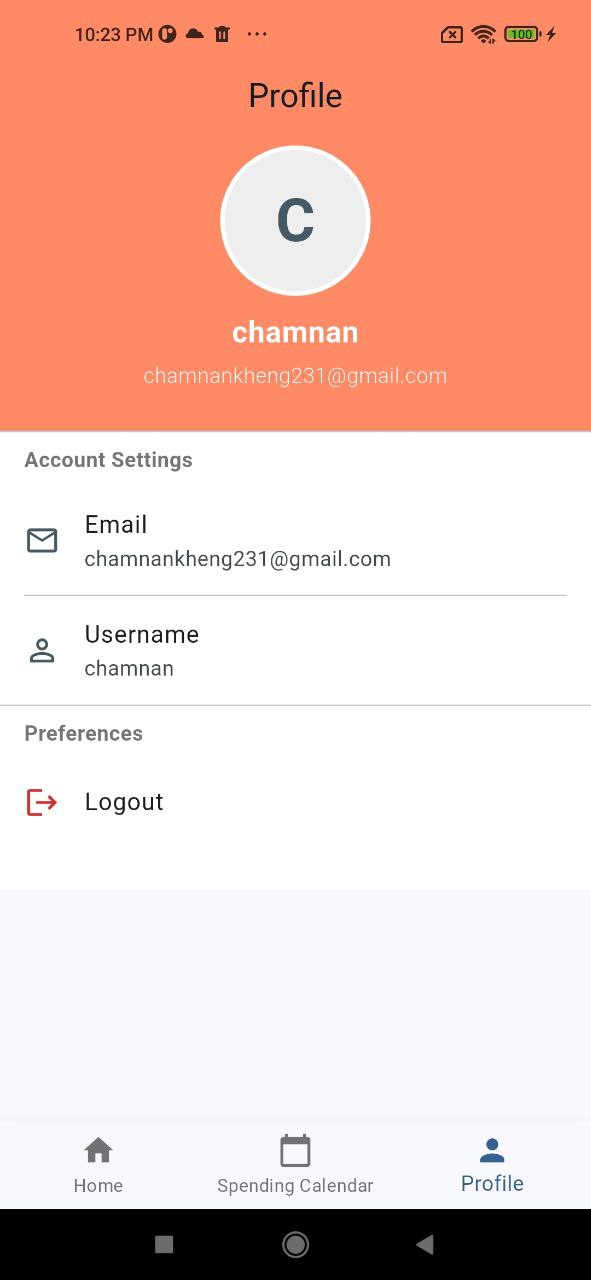 10:23 PM
100
Profile
C
chamnan
chamnankheng231@gmail.com
Account Settings
Email
chamnankheng231@gmail.com
Username
chamnan
Preferences
Logout
Home
Spending Calendar
Profile